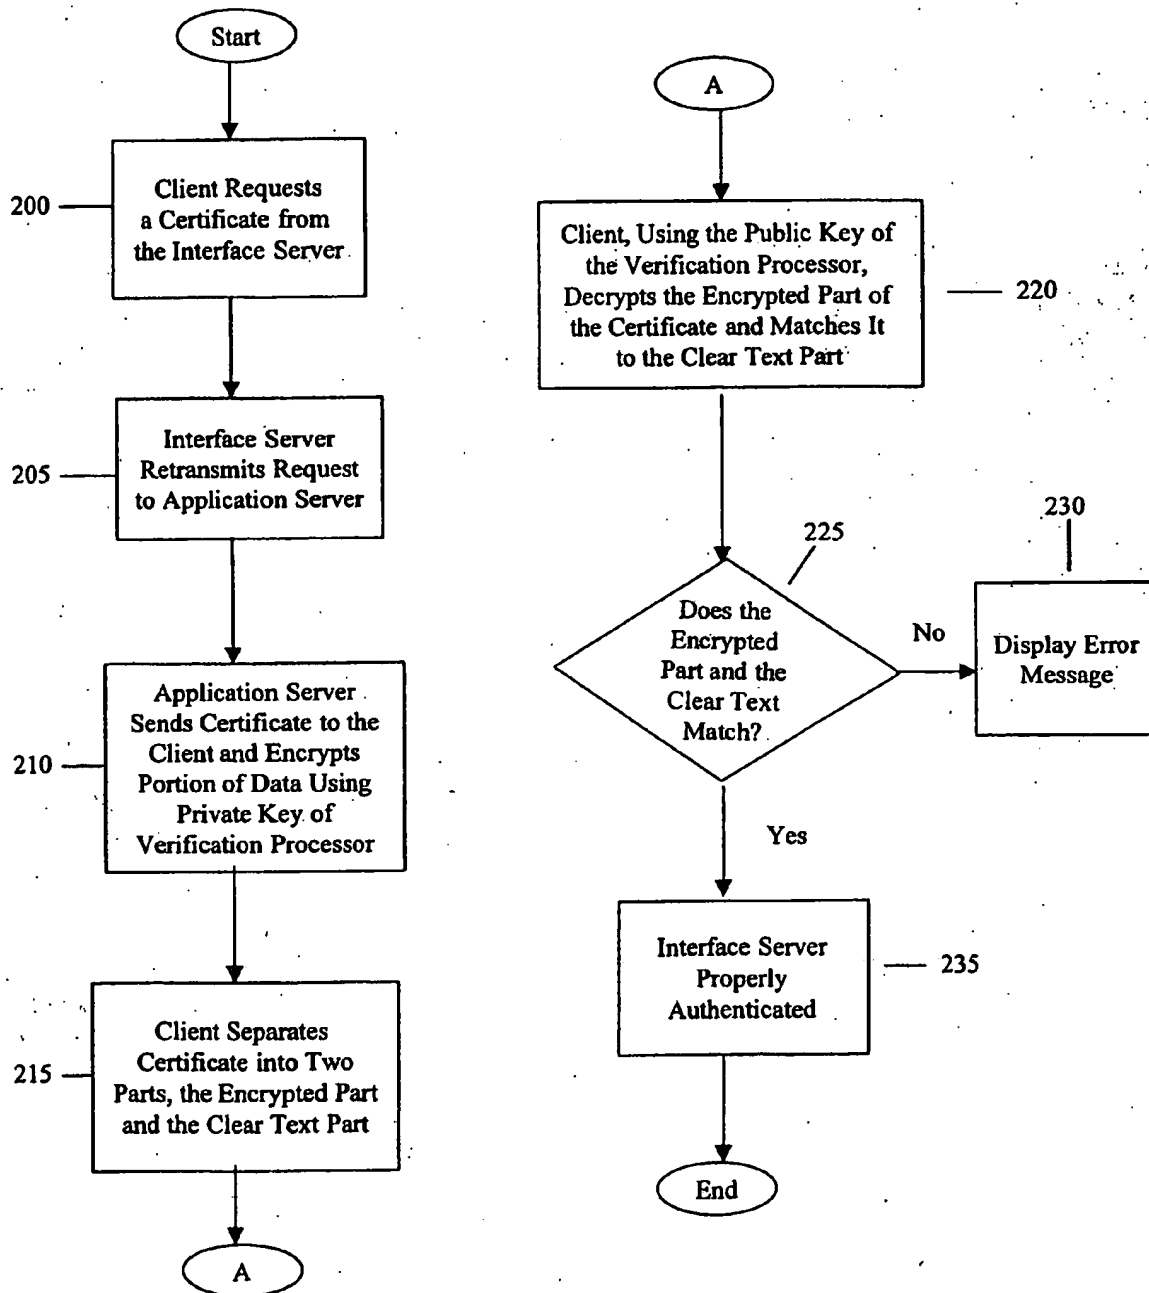 Start
200
Client Requests
a Certificate from
the Interface Server
205
Interface Server
Retransmits Request
to Application Server
210
Application Server
Sends Certificate to the
Client and Encrypts
Portion of Data Using
Private Key of
Verification Processor
215
Client Separates
Certificate into Two
Parts, the Encrypted Part
and the Clear Text Part
A
A
Client, Using the Public Key of
the Verification Processor,
Decrypts the Encrypted Part of
the Certificate and Matches It
to the Clear Text Part
220
225
Does the
Encrypted
Part and the
Clear Text
Match?
No
230
Display Error
Message
Yes
Interface Server
Properly
Authenticated
235
End